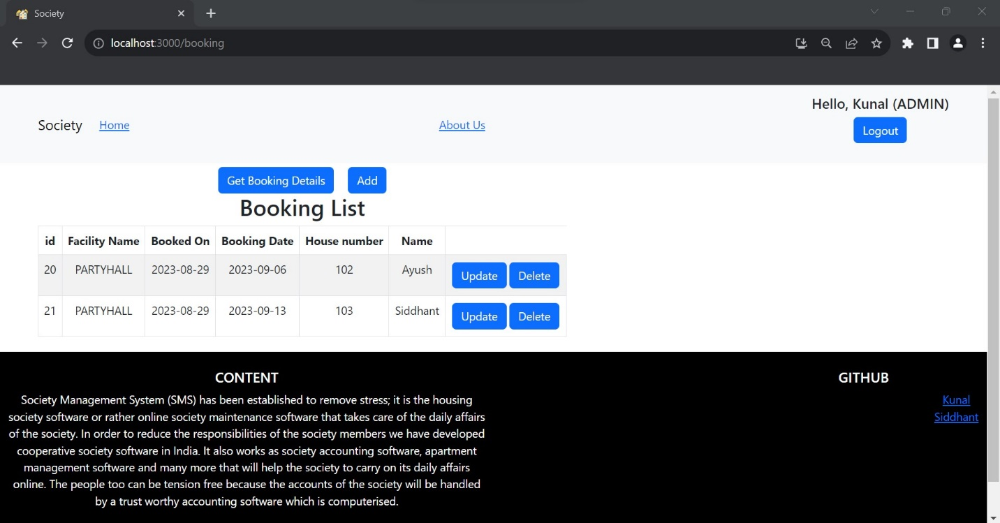 Society
localhost:3000/booking
Hello, Kunal (ADMIN)
Society Home About Us
Logout
Get Booking Details Add
Booking List
id Facility Name Booked On Booking Date House number Name
20 PARTYHALL 2023-08-29 2023-09-06 102 Ayush Update Delete
21 PARTYHALL 2023-08-29 2023-09-13 103 Siddhant Update Delete
CONTENT
Society Management System (SMS) has been established to remove stress; it is the housing
society software or rather online society maintenance software that takes care of the daily affairs
of the society. In order to reduce the responsibilities of the society members we have developed
cooperative society software in India. It also works as society accounting software, apartment
management software and many more that will help the society to carry on its daily affairs
online. The people too can be tension free because the accounts of the society will be handled
by a trust worthy accounting software which is computerised.
GITHUB
Kunal
Siddhant